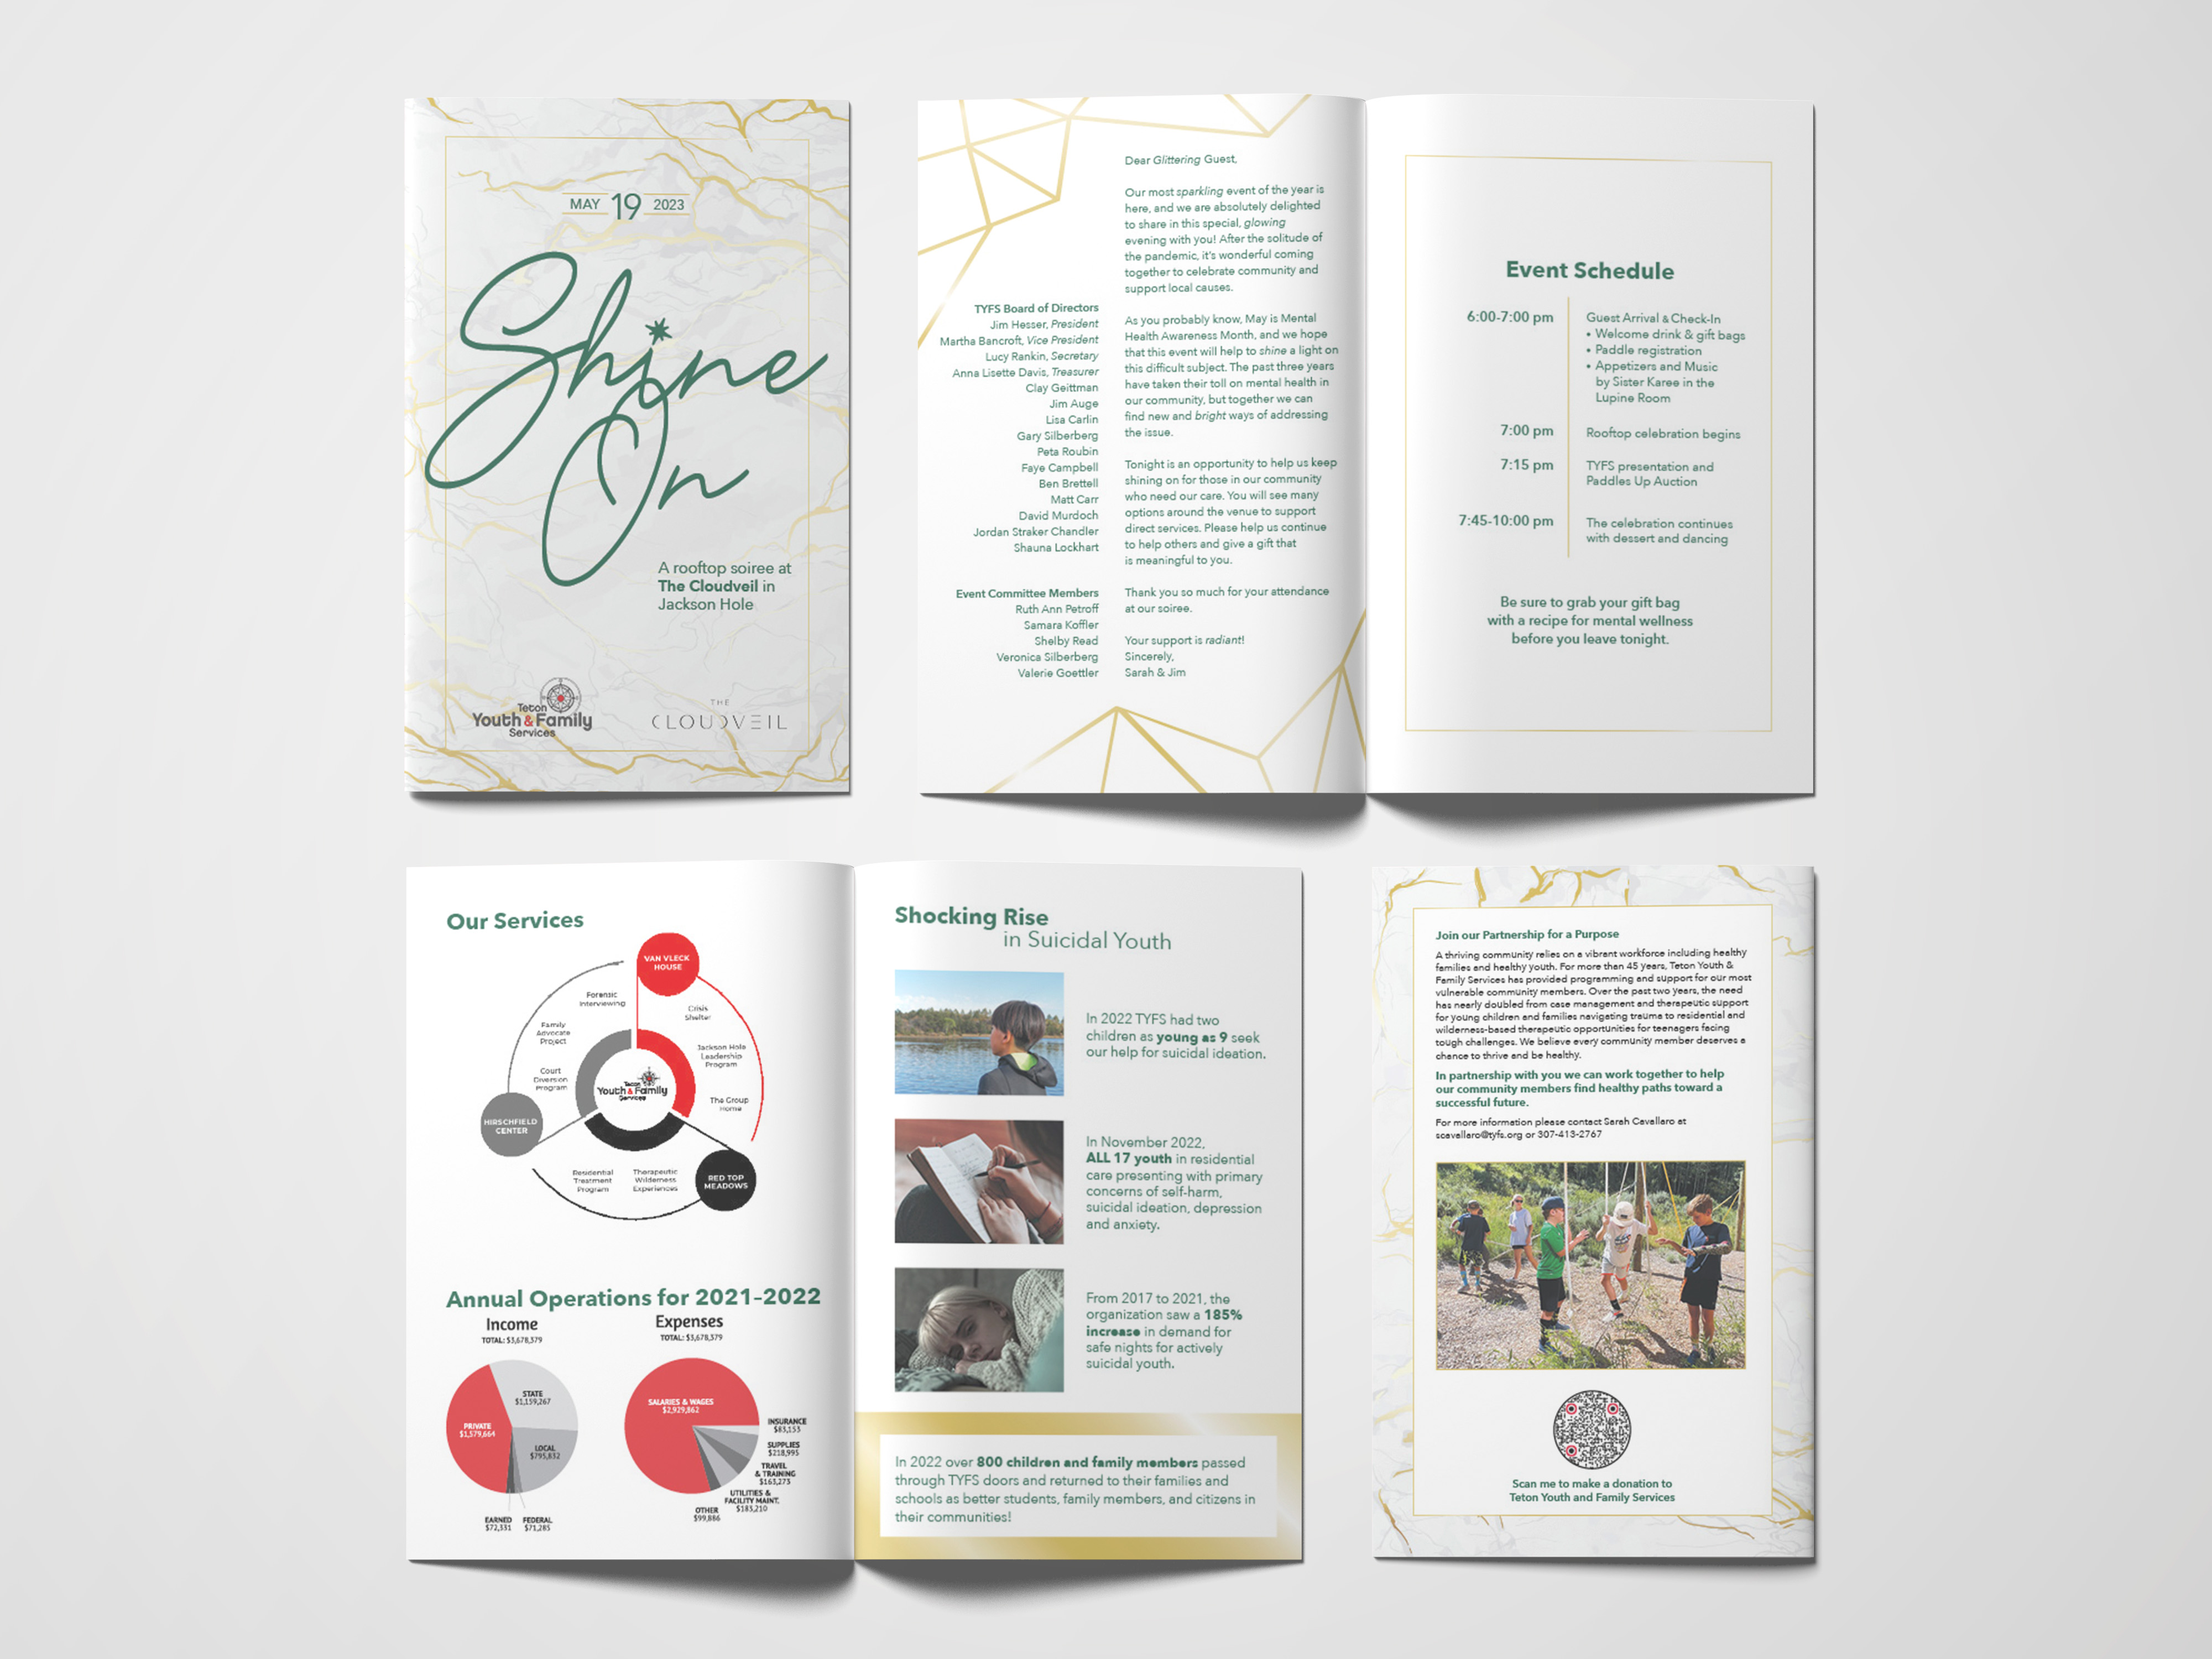 MAY 19 2023
Shine
On
A rooftop soiree at
The Cloudveil in
Jackson Hole
Teton
Youth & Family
Services
THE
CLOUDVEIL
TYFS Board of Directors
Jim Hesser, President
Martha Bancroft, Vice President
Lucy Rankin, Secretary
Anna Lisette Davis, Treasurer
Clay Geittman
Jim Auge
Lisa Carlin
Gary Silberberg
Peta Roubin
Faye Campbell
Ben Brettell
Matt Carr
David Murdoch
Jordan Straker Chandler
Shauna Lockhart
Event Committee Members
Ruth Ann Petroff
Samara Koffler
Shelby Read
Veronica Silberberg
Valerie Goettler
Dear Glittering Guest,
Our most sparkling event of the year is
here, and we are absolutely delighted
to share in this special, glowing
evening with you! After the solitude of
the pandemic, it's wonderful coming
together to celebrate community and
support local causes.
As you probably know, May is Mental
Health Awareness Month, and we hope
that this event will help to shine a light on
this difficult subject. The past three years
have taken their toll on mental health in
our community, but together we can
find new and bright ways of addressing
the issue.
Tonight is an opportunity to help us keep
shining on for those in our community
who need our care. You will see many
options around the venue to support
direct services. Please help us continue
to help others and give a gift that
is meaningful to you.
Thank you so much for your attendance
at our soiree.
Your support is radiant!
Sincerely,
Sarah & Jim
Event Schedule
6:00-7:00 pm
Guest Arrival & Check-In
• Welcome drink & gift bags
• Paddle registration
• Appetizers and Music
by Sister Karee in the
Lupine Room
7:00 pm
Rooftop celebration begins
7:15 pm
TYFS presentation and
Paddles Up Auction
7:45-10:00 pm
The celebration continues
with dessert and dancing
Be sure to grab your gift bag
with a recipe for mental wellness
before you leave tonight.
Our Services
VAN VLECK
HOUSE
Forensic
Interviewing
Crisis
Shelter
Family
Advocate
Project
Jackson Hole
Leadership
Program
Court
Diversion
Program
Teton
Youth & Family
Services
The Group
Home
HIRSCHFIELD
CENTER
Residential
Treatment
Program
Therapeutic
Wilderness
Experiences
RED TOP
MEADOWS
Annual Operations for 2021–2022
Income
TOTAL: $3,678,379
STATE
$1,159,267
PRIVATE
$1,579,664
LOCAL
$795,832
EARNED
$72,331
FEDERAL
$71,285
Expenses
TOTAL: $3,678,379
SALARIES & WAGES
$2,929,862
INSURANCE
$83,153
SUPPLIES
$218,995
TRAVEL
& TRAINING
$163,273
UTILITIES &
FACILITY MAINT.
$183,210
OTHER
$99,886
Shocking Rise
in Suicidal Youth
In 2022 TYFS had two
children as young as 9 seek
our help for suicidal ideation.
In November 2022,
ALL 17 youth in residential
care presenting with primary
concerns of self-harm,
suicidal ideation, depression
and anxiety.
From 2017 to 2021, the
organization saw a 185%
increase in demand for
safe nights for actively
suicidal youth.
In 2022 over 800 children and family members passed
through TYFS doors and returned to their families and
schools as better students, family members, and citizens in
their communities!
Join our Partnership for a Purpose
A thriving community relies on a vibrant workforce including healthy
families and healthy youth. For more than 45 years, Teton Youth &
Family Services has provided programming and support for our most
vulnerable community members. Over the past two years, the need
has nearly doubled from case management and therapeutic support
for young children and families navigating trauma to residential and
wilderness-based therapeutic opportunities for teenagers facing
tough challenges. We believe every community member deserves a
chance to thrive and be healthy.
In partnership with you we can work together to help
our community members find healthy paths toward a
successful future.
For more information please contact Sarah Cavallaro at
scavallaro@tyfs.org or 307-413-2767
Scan me to make a donation to
Teton Youth and Family Services